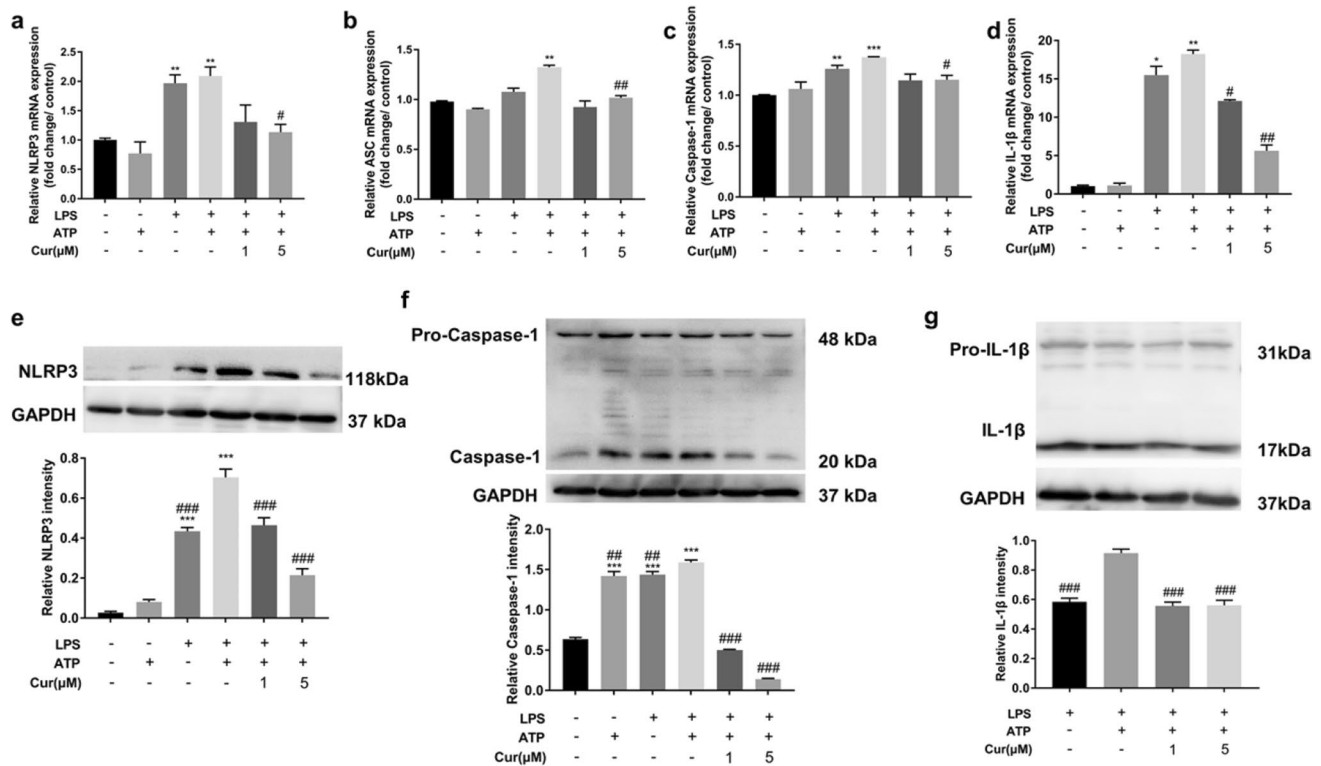 a
Relative NLRP3 mRNA expression
(fold change/ control)
2.5
2.0
1.5
1.0
0.5
0.0
** **
#
LPS - - + + + +
ATP - + - + + +
Cur(μM) - - - - 1 5
b
Relative ASC mRNA expression
(fold change/ control)
1.5
1.0
0.5
0.0
**
##
LPS - - + + + +
ATP - + - + + +
Cur(μM) - - - - 1 5
c
Relative Caspase-1 mRNA expression
(fold change/ control)
1.5
1.0
0.5
0.0
** ***
#
LPS - - + + + +
ATP - + - + + +
Cur(μM) - - - - 1 5
d
Relative IL-1β mRNA expression
(fold change/ control)
20
15
10
5
0
* **
#
##
LPS - - + + + +
ATP - + - + + +
Cur(μM) - - - - 1 5
e
NLRP3 118kDa
GAPDH 37 kDa
Relative NLRP3 intensity
0.8
0.6
0.4
0.2
0.0
***
### ###
***
###
LPS - - + + + +
ATP - + - + + +
Cur(μM) - - - - 1 5
f
Pro-Caspase-1 48 kDa
Caspase-1 20 kDa
GAPDH 37 kDa
Relative Casepase-1 intensity
2.0
1.5
1.0
0.5
0.0
## ## ***
*** ***
###
###
LPS - - + + + +
ATP - + - + + +
Cur(μM) - - - - 1 5
g
Pro-IL-1β 31kDa
IL-1β 17kDa
GAPDH 37kDa
Relative IL-1β intensity
1.0
0.8
0.6
0.4
0.2
0.0
### ### ###
LPS + + + +
ATP - + + +
Cur(μM) - - 1 5